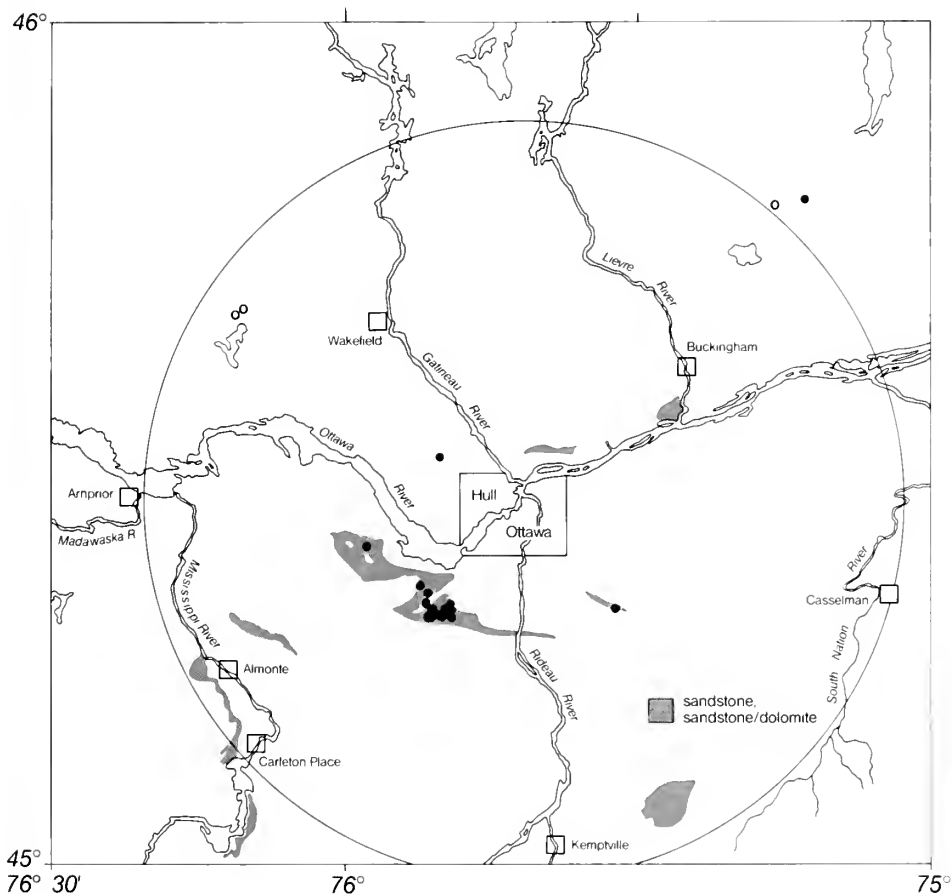 46°
Lièvre
River
Wakefield
Buckingham
Gatineau
River
Ottawa
River
Arnprior
Hull
Ottawa
Madawaska R
Mississippi River
River
Casselman
Almonte
Rideau
River
South Nation
sandstone,
sandstone/dolomite
Carleton Place
Kemptville
45°
76° 30'
76°
75°